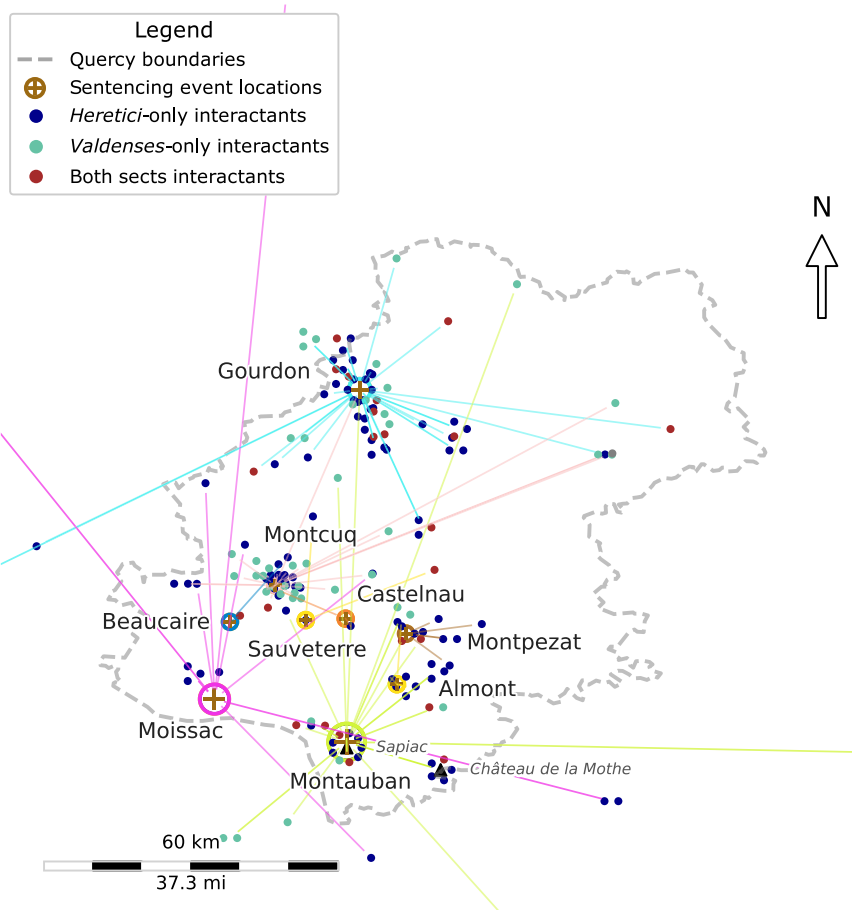 Legend
Quercy boundaries
Sentencing event locations
Heretici-only interactants
Valdenses-only interactants
Both sects interactants
N
Gourdon
Montcuq
Castelnau
Beaucaire
Sauveterre
Montpezat
Almont
Moissac
Sapiac
Château de la Mothe
Montauban
60 km
37.3 mi